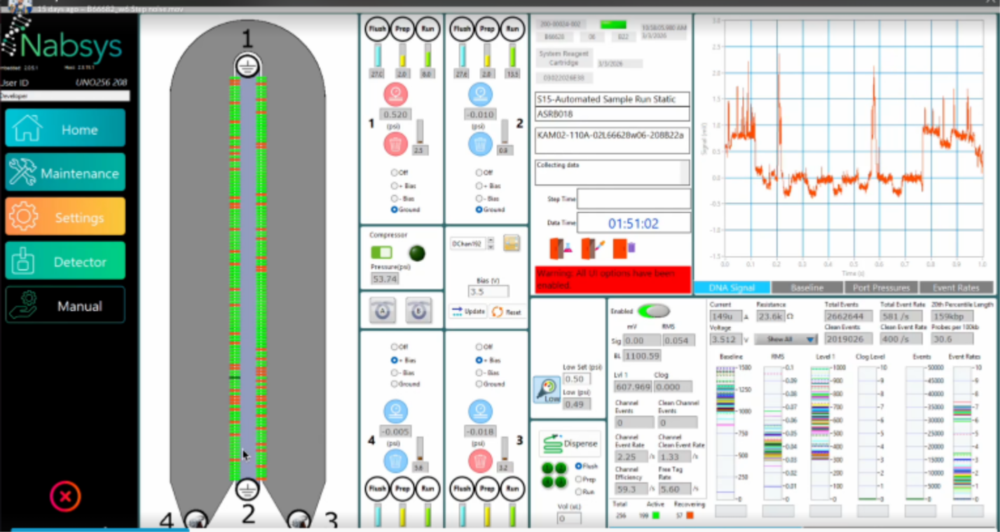 15 days ago - B66682_w6 Step noise.mov
Nabsys
User ID UNO256 208
Developer
Home
Maintenance
Settings
Detector
Manual
1
2
4
3
Flush Prep Run
27.0 2.0 6.0
0.520
(psi)
1
2.5
Off
+ Bias
- Bias
Ground
Flush Prep Run
27.6 2.0 15.5
-0.010
(psi)
2
0.9
Off
+ Bias
- Bias
Ground
Compressor
Pressure(psi)
53.74
A B
DChan192
Bias (V)
3.5
Update Reset
Off
+ Bias
- Bias
Ground
-0.005
4 (psi)
5.6
Flush Prep Run
Off
+ Bias
- Bias
Ground
-0.018
(psi) 3
3.2
Flush Prep Run
200-00024-002
B66628 06 B22
10:58:05.980 AM
3/3/2026
System Reagent
Cartridge
3/3/2026
03022026E3B
S15-Automated Sample Run Static
ASRB018
KAM02-110A-02L66628w06-208B22a
Collecting data
Step Time
Data Time 01:51:02
Warning: All UI options have been
enabled.
Low Set (psi)
0.50
Low (psi)
0.49
Low
Dispense
Flush
Prep
Run
Vol (uL)
0
Signal (mV)
3.0
2.5
2.0
1.5
1.0
0.5
0.0
-0.5
-1.0
-1.5
0.0 0.1 0.2 0.3 0.4 0.5 0.6 0.7 0.8 0.9 1.0
Time (s)
DNA Signal Baseline Port Pressures Event Rates
Enabled
mV RMS
Sig 0.00 0.054
BL 1100.59
Lvl 1 Clog
607.969 0.000
Channel Events Clean Channel Events
0 0
Channel Event Rate Channel Clean Event Rate
2.25 /s 1.33 /s
Channel Efficiency Free Tag Rate
59.3 /s 5.60 /s
Total Active Recovering
256 199 57
Current Resistance Total Events Total Event Rate 20th Percentile Length
149u A 23.6k Ω 2662644 581 /s 159kbp
Voltage Clean Events Clean Event Rate Probes per 100kb
3.512 V Show All 2019026 400 /s 30.6
Baseline RMS Level 1 Clog Level Events Event Rates
1500 0.1 1000 10 50000 10
0.09 900 9 45000 9
1250 0.08 800 8 40000 8
0.07 700 7 35000 7
1000 0.06 600 6 30000 6
750 0.05 500 5 25000 5
0.04 400 4 20000 4
500 0.03 300 3 15000 3
250 0.02 200 2 10000 2
0.01 100 1 5000 1
0 0 0 0 0